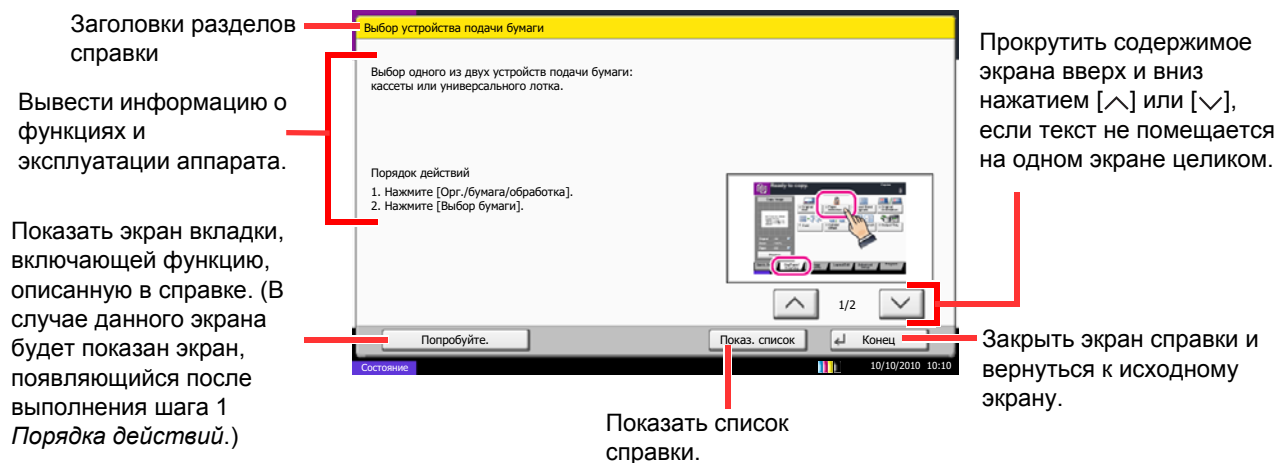 Заголовки разделов
справки
Вывести информацию о
функциях и
эксплуатации аппарата.
Показать экран вкладки,
включающей функцию,
описанную в справке. (В
случае данного экрана
будет показан экран,
появляющийся после
выполнения шага 1
Порядка действий.)
Выбор устройства подачи бумаги
Выбор одного из двух устройств подачи бумаги:
кассеты или универсального лотка.
Порядок действий
1. Нажмите [Орг./бумага/обработка].
2. Нажмите [Выбор бумаги].
Ready to copy.
1/2
Попробуйте.
Показ. список
Конец
Состояние
10/10/2010 10:10
Прокрутить содержимое
экрана вверх и вниз
нажатием [︿] или [﹀],
если текст не помещается
на одном экране целиком.
Закрыть экран справки и
вернуться к исходному
экрану.
Показать список
справки.